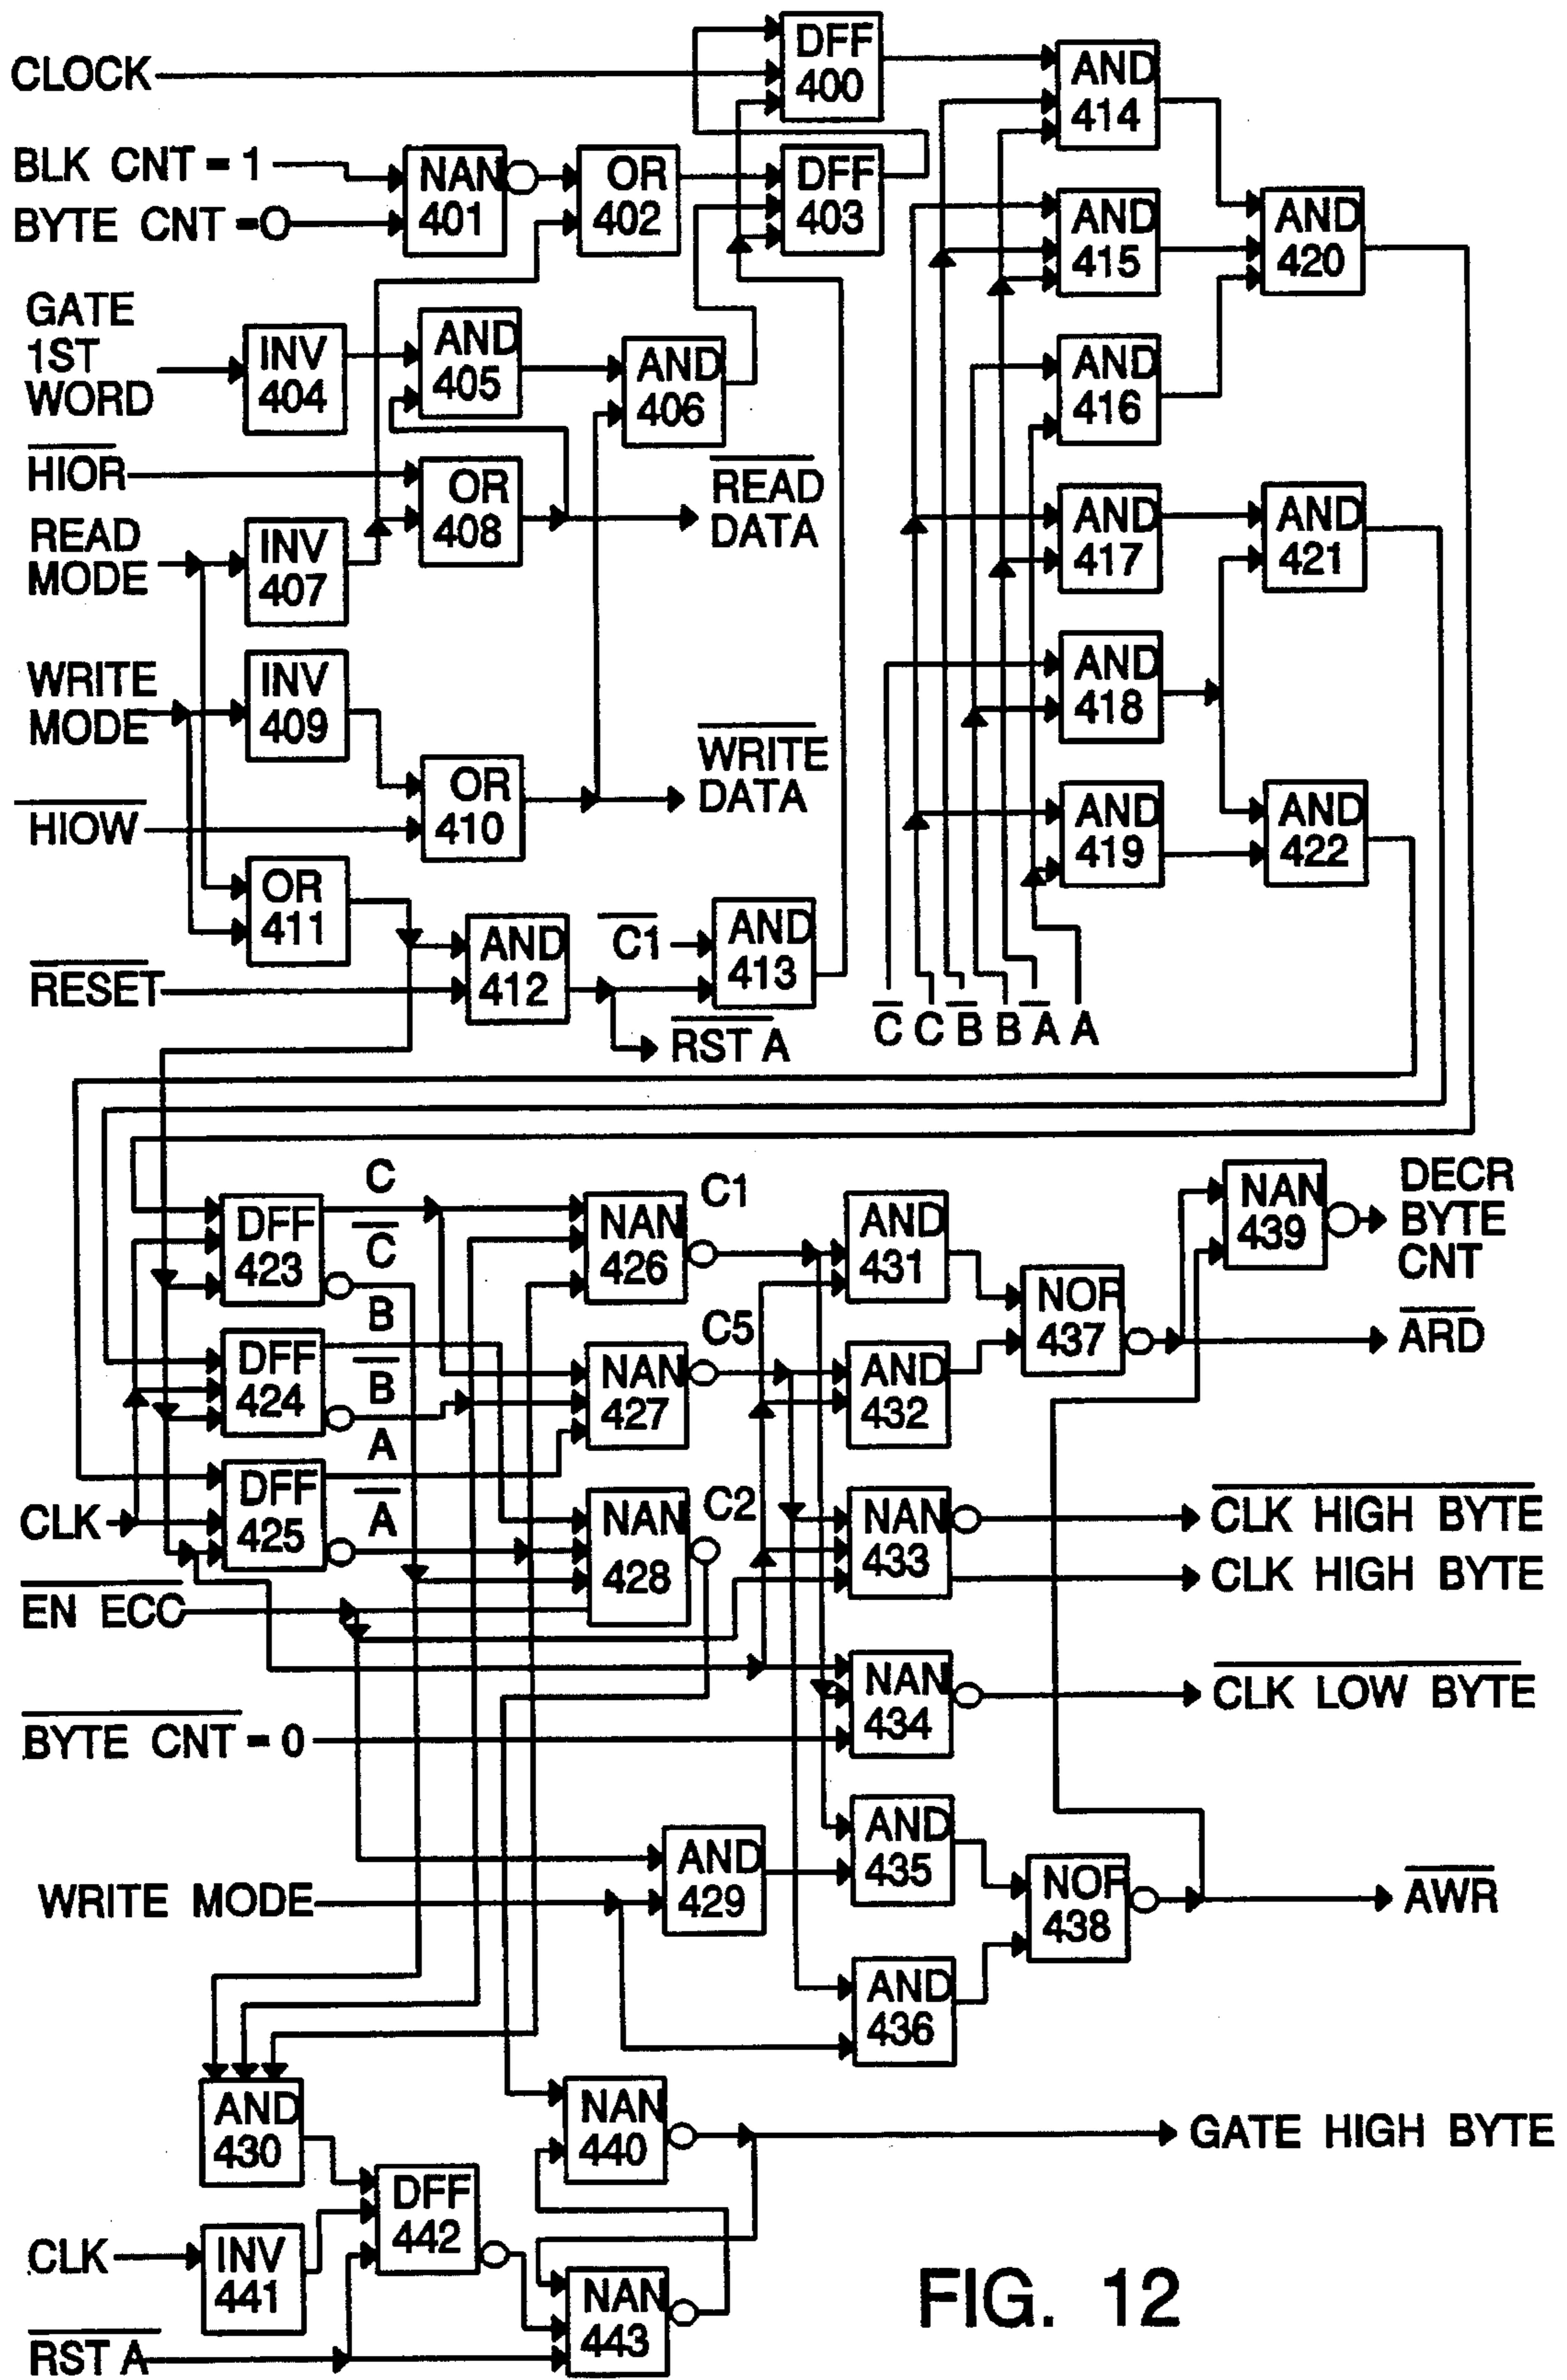 DFF
400
CLOCK
AND
414
BLK CNT = 1
BYTE CNT =O
NAN
401
OR
402
DFF
403
AND
415
AND
420
GATE
1ST
WORD
INV
404
AND
405
AND
406
AND
416
HIOR
OR
408
READ
DATA
READ
MODE
INV
407
AND
417
AND
421
WRITE
MODE
INV
409
AND
418
OR
410
WRITE
DATA
HIOW
AND
419
AND
422
OR
411
AND
412
C1
AND
413
RESET
RST A
C C B B A A
DFF
423
C
C
NAN
426
C1
AND
431
NAN
439
DECR
BYTE
CNT
NOR
437
ARD
DFF
424
B
B
NAN
427
C5
AND
432
CLK
DFF
425
A
A
NAN
428
C2
NAN
433
CLK HIGH BYTE
CLK HIGH BYTE
EN ECC
NAN
434
CLK LOW BYTE
BYTE CNT = 0
AND
435
AND
429
WRITE MODE
NOR
438
AWR
AND
436
AND
430
NAN
440
GATE HIGH BYTE
DFF
442
CLK
INV
441
NAN
443
RST A
FIG. 12